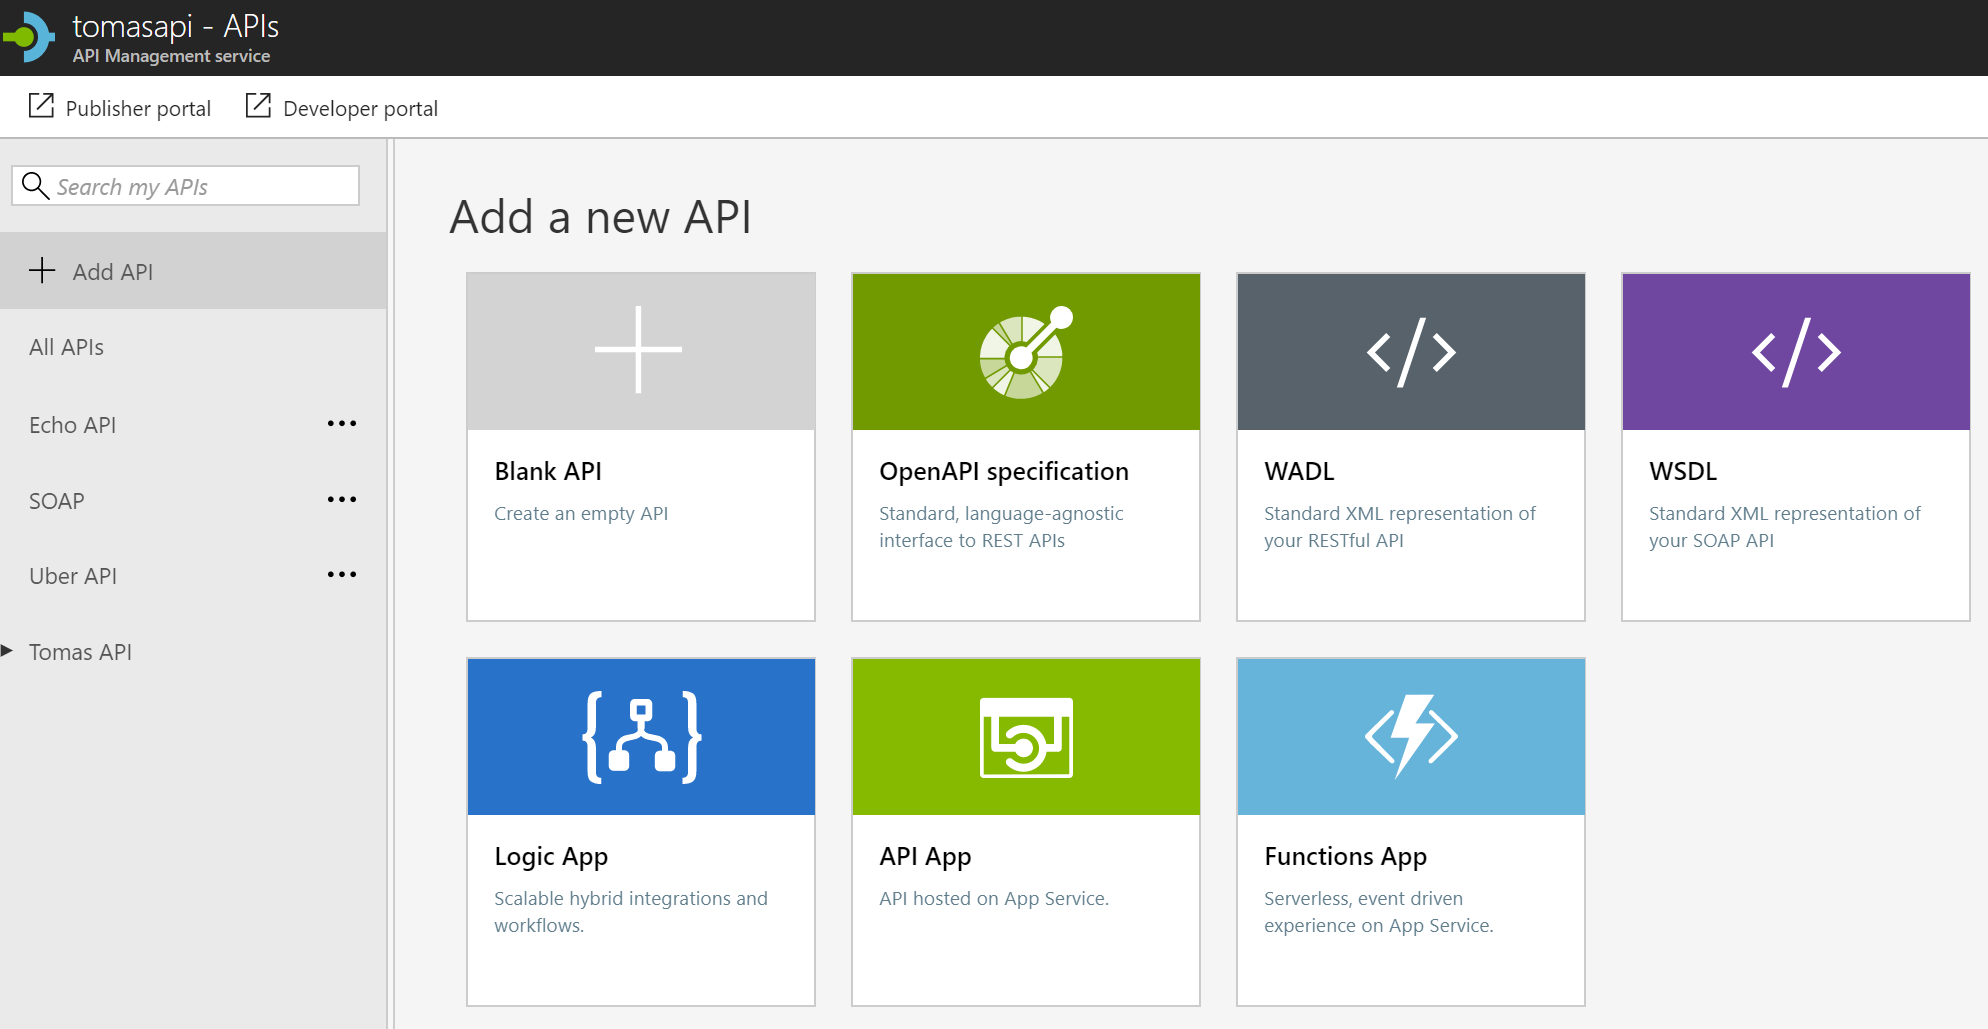 tomasapi - APIs
API Management service
Publisher portal
Developer portal
Search my APIs
Add API
All APIs
Echo API
SOAP
Uber API
Tomas API
Add a new API
Blank API
Create an empty API
OpenAPI specification
Standard, language-agnostic
interface to REST APIs
WADL
Standard XML representation of
your RESTful API
WSDL
Standard XML representation of
your SOAP API
Logic App
Scalable hybrid integrations and
workflows.
API App
API hosted on App Service.
Functions App
Serverless, event driven
experience on App Service.